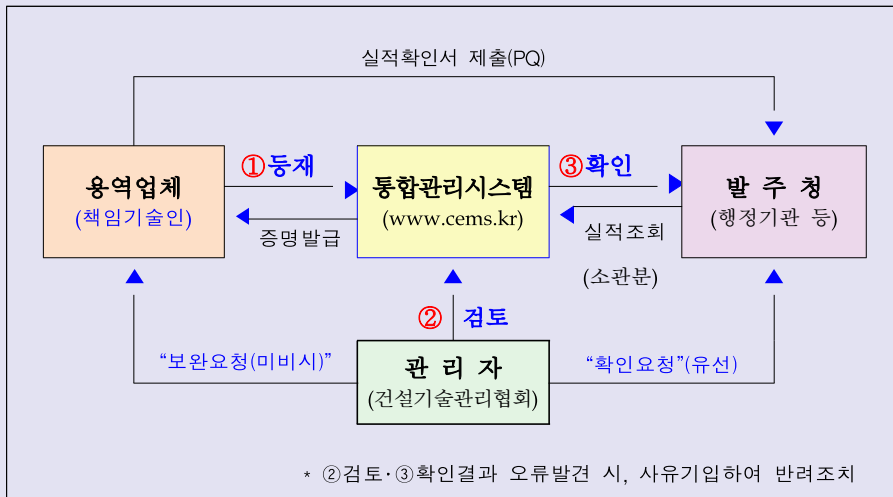 실적확인서 제출(PQ)
용역업체
(책임기술인)
①등재
증명발급
통합관리시스템
(www.cems.kr)
③확인
실적조회
(소관분)
발 주 청
(행정기관 등)
② 검토
"보완요청(미비시)"
관 리 자
(건설기술관리협회)
"확인요청"(유선)
* ②검토·③확인결과 오류발견 시, 사유기입하여 반려조치